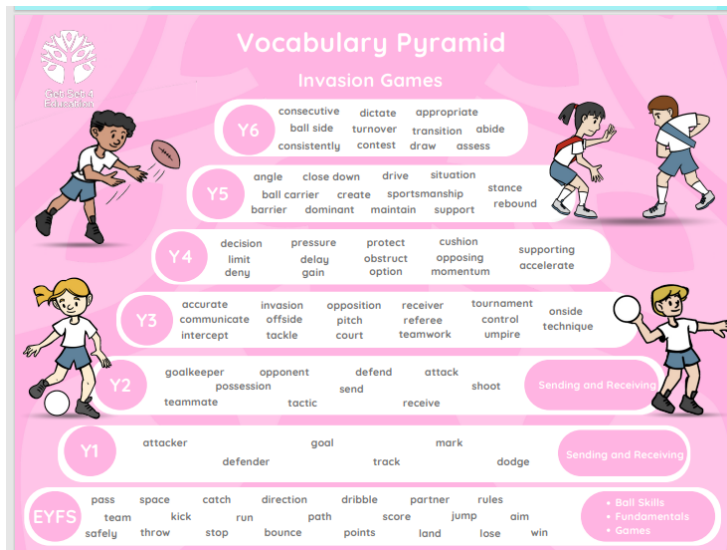 Get Set 4
Education
Vocabulary Pyramid
Invasion Games
Y6
consecutive dictate appropriate
ball side turnover transition abide
consistently contest draw assess
Y5
angle close down drive situation
ball carrier create sportsmanship stance
barrier dominant maintain support rebound
Y4
decision pressure protect cushion supporting
limit delay obstruct opposing accelerate
deny gain option momentum
Y3
accurate invasion opposition receiver tournament onside
communicate offside pitch referee control technique
intercept tackle court teamwork umpire
Y2
goalkeeper opponent defend attack
possession send shoot
teammate tactic receive
Sending and Receiving
Y1
attacker goal mark
defender track dodge
Sending and Receiving
EYFS
pass space catch direction dribble partner rules
team kick run path score jump aim
safely throw stop bounce points land lose win
• Ball Skills
• Fundamentals
• Games